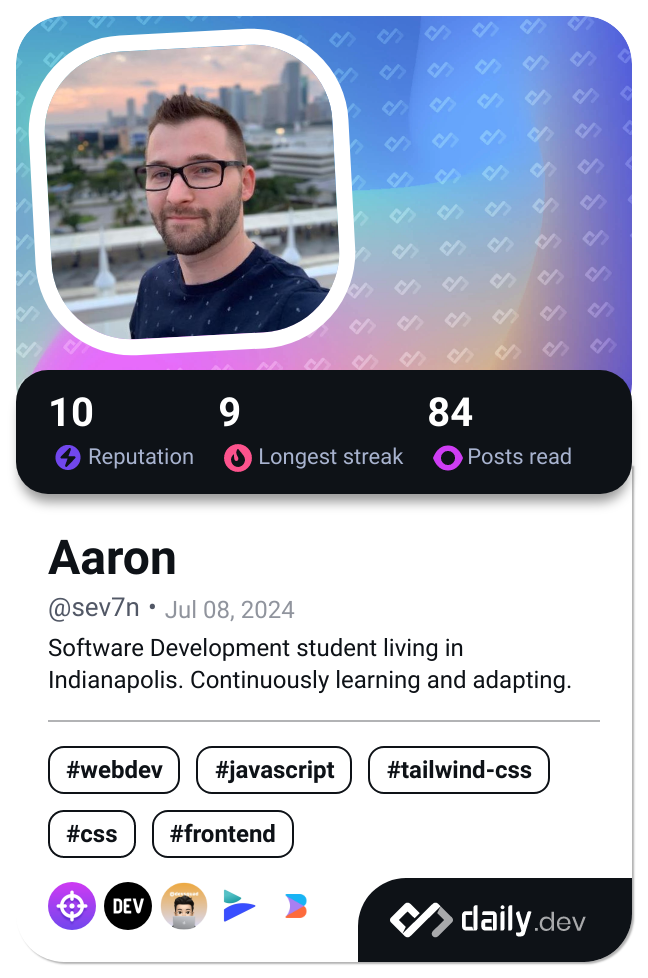 10 9 84
Reputation Longest streak Posts read
Aaron
@sev7n • Jul 08, 2024
Software Development student living in
Indianapolis. Continuously learning and adapting.
#webdev #javascript #tailwind-css
#css #frontend
DEV
daily.dev